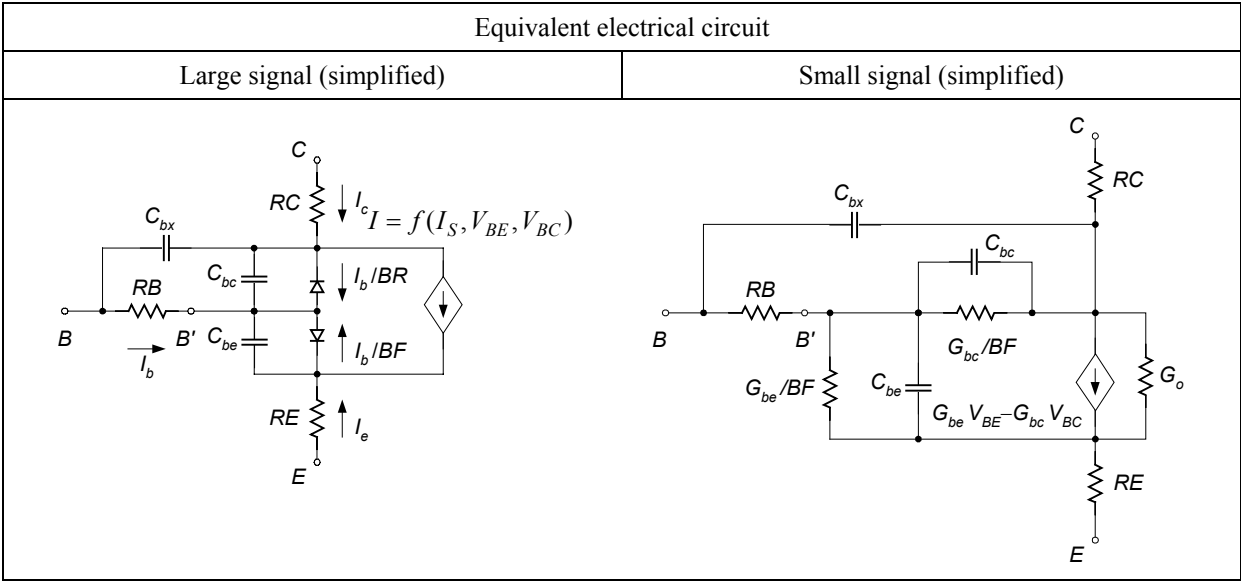 Equivalent electrical circuit
Large signal (simplified)
Small signal (simplified)
C
RC
I_c
I = f(I_S, V_BE, V_BC)
C_bx
C_bc
I_b/BR
RB
B
B'
I_b
C_be
I_b/BF
RE
I_e
E
C
RC
C_bx
C_bc
RB
B
B'
G_bc/BF
G_be/BF
C_be
G_be V_BE–G_bc V_BC
G_o
RE
E